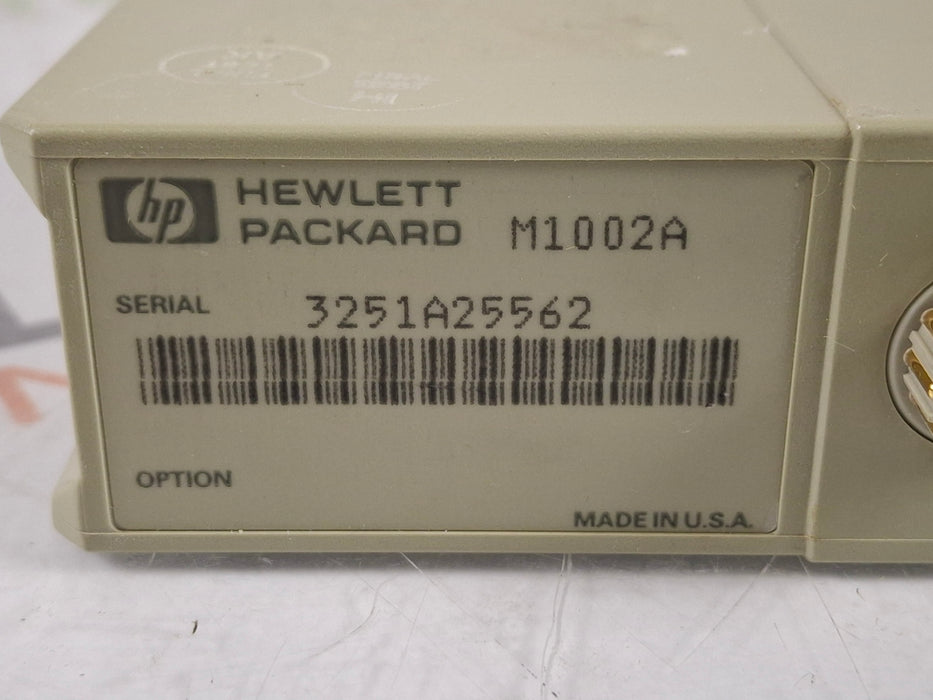 hp HEWLETT
PACKARD M1002A
SERIAL 3251A25562
OPTION
MADE IN U.S.A.